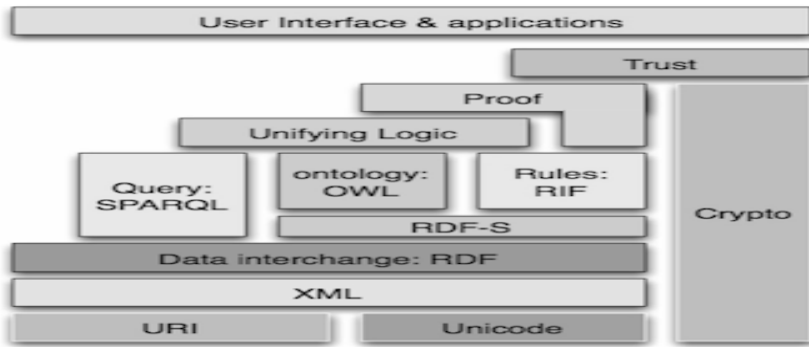 User Interface & applications
Trust
Proof
Unifying Logic
Query:
SPARQL
ontology:
OWL
Rules:
RIF
Crypto
RDF-S
Data interchange: RDF
XML
URI
Unicode